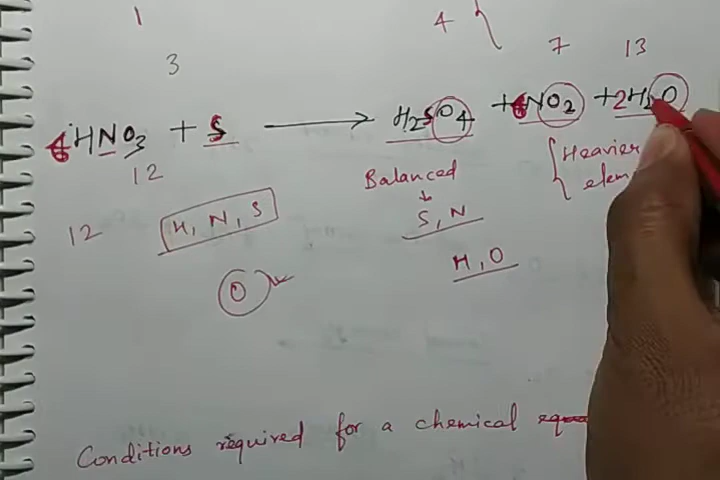 1
4 {
3
7 13
6HNO3 + S → H2SO4 + 6NO2 + 2H2O
12
Balanced
{ Heavier
elem
12
H, N, S
↓
S, N
H, O
O
Conditions required for a chemical